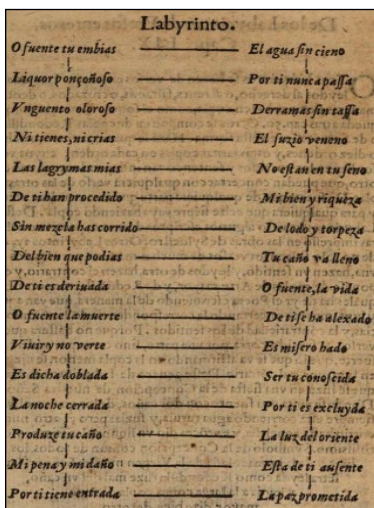 Labyrinto.
O fuente tu embias El agua sin cieno
Liquor ponçoñoso Por ti nunca passa
Vnguento oloroso Derramas sin tassa
Ni tienes, ni crias El suzio veneno
Las lagrymas mias No estan en tu seno
De ti han procedido Mi bien y riqueza
Sin mezcla has corrido De lodo y torpeza
Del bien que podias Tu caño va lleno
De ti es deriuada O fuente, la vida
O fuente la muerte De ti se ha alexado
Viuir y no verte Es misero hado
Es dicha doblada Ser tu conoscida
La noche cerrada Por ti es excluyda
Produze tu caño La luz del oriente
Mi pena y mi daño Esta de ti ausente
Por ti tiene entrada La paz prometida